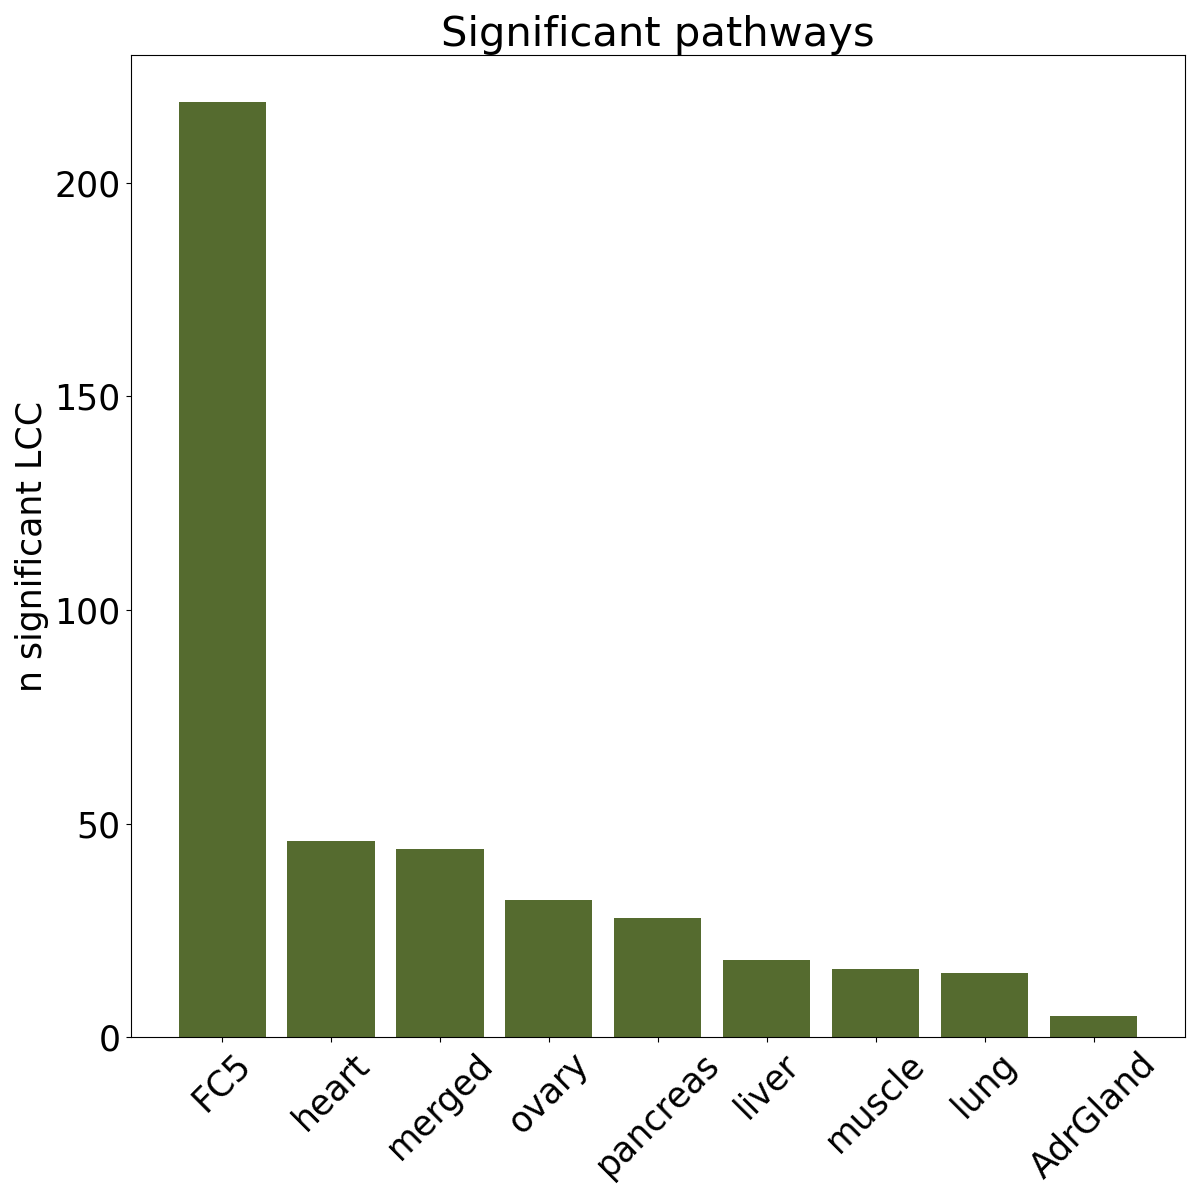 Significant pathways
n significant LCC
200
150
100
50
0
FC5
heart
merged
ovary
pancreas
liver
muscle
lung
AdrGland